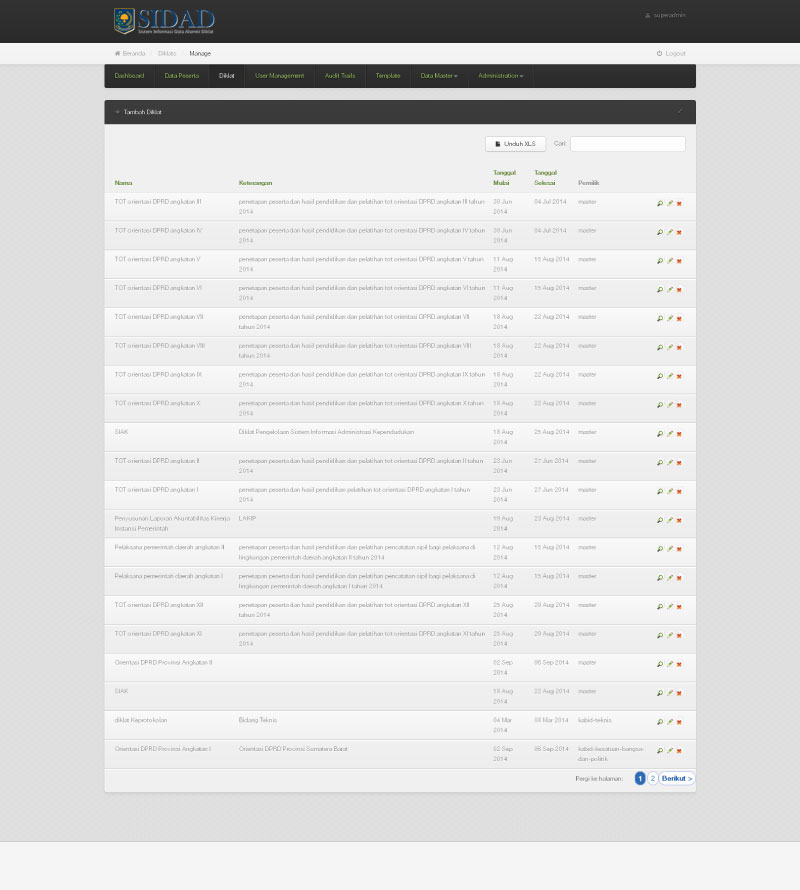 SIDAD
Sistem Informasi Data Alumni Diklat
superadmin
Beranda / Diklats / Manage
Logout
Dashboard Data Peserta Diklat User Management Audit Trails Template Data Master Administration
Tambah Diklat
Unduh XLS Cari:
Tanggal Tanggal
Nama Keterangan Mulai Selesai Pemilik
TOT orientasi DPRD angkatan III penetapan peserta dan hasil pendidikan dan pelatihan tot orientasi DPRD angkatan III tahun 30 Jun 04 Jul 2014 master
2014 2014
TOT orientasi DPRD angkatan IV penetapan peserta dan hasil pendidikan dan pelatihan tot orientasi DPRD angkatan IV tahun 30 Jun 04 Jul 2014 master
2014 2014
TOT orientasi DPRD angkatan V penetapan peserta dan hasil pendidikan dan pelatihan tot orientasi DPRD angkatan V tahun 11 Aug 15 Aug 2014 master
2014 2014
TOT orientasi DPRD angkatan VI penetapan peserta dan hasil pendidikan dan pelatihan tot orientasi DPRD angkatan VI tahun 11 Aug 15 Aug 2014 master
2014 2014
TOT orientasi DPRD angkatan VII penetapan peserta dan hasil pendidikan dan pelatihan tot orientasi DPRD angkatan VII 18 Aug 22 Aug 2014 master
tahun 2014 2014
TOT orientasi DPRD angkatan VIII penetapan peserta dan hasil pendidikan dan pelatihan tot orientasi DPRD angkatan VIII 18 Aug 22 Aug 2014 master
tahun 2014 2014
TOT orientasi DPRD angkatan IX penetapan peserta dan hasil pendidikan dan pelatihan tot orientasi DPRD angkatan IX tahun 18 Aug 22 Aug 2014 master
2014 2014
TOT orientasi DPRD angkatan X penetapan peserta dan hasil pendidikan dan pelatihan tot orientasi DPRD angkatan X tahun 18 Aug 22 Aug 2014 master
2014 2014
SIAK Diklat Pengelolaan Sistem Informasi Administrasi Kependudukan 18 Aug 25 Aug 2014 master
2014
TOT orientasi DPRD angkatan II penetapan peserta dan hasil pendidikan dan pelatihan tot orientasi DPRD angkatan II tahun 23 Jun 27 Jun 2014 master
2014 2014
TOT orientasi DPRD angkatan I penetapan peserta dan hasil pendidikan pelatihan tot orientasi DPRD angkatan I tahun 23 Jun 27 Jun 2014 master
2014 2014
Penyusunan Laporan Akuntabilitas Kinerja LAKIP 19 Aug 23 Aug 2014 master
Instansi Pemerintah 2014
Pelaksana pemerintah daerah angkatan II penetapan peserta dan hasil pendidikan dan pelatihan pencatatan sipil bagi pelaksana di 12 Aug 15 Aug 2014 master
lingkungan pemerintah daerah angkatan II tahun 2014 2014
Pelaksana pemerintah daerah angkatan I penetapan peserta dan hasil pendidikan dan pelatihan pencatatan sipil bagi pelaksana di 12 Aug 15 Aug 2014 master
lingkungan pemerintah daerah angkatan I tahun 2014 2014
TOT orientasi DPRD angkatan XII penetapan peserta dan hasil pendidikan dan pelatihan tot orientasi DPRD angkatan XII 25 Aug 29 Aug 2014 master
tahun 2014 2014
TOT orientasi DPRD angkatan XI penetapan peserta dan hasil pendidikan dan pelatihan tot orientasi DPRD angkatan XI tahun 25 Aug 29 Aug 2014 master
2014 2014
Orientasi DPRD Provinsi Angkatan II 02 Sep 06 Sep 2014 master
2014
SIAK 19 Aug 22 Aug 2014 master
2014
diklat Keprotokolan Bidang Teknis 04 Mar 08 Mar 2014 kabid-teknis
2014
Orientasi DPRD Provinsi Angkatan I Orientasi DPRD Provinsi Sumatera Barat 02 Sep 06 Sep 2014 kabid-kesatuan-bangsa-
2014 dan-politik
Pergi ke halaman: 1 2 Berikut >